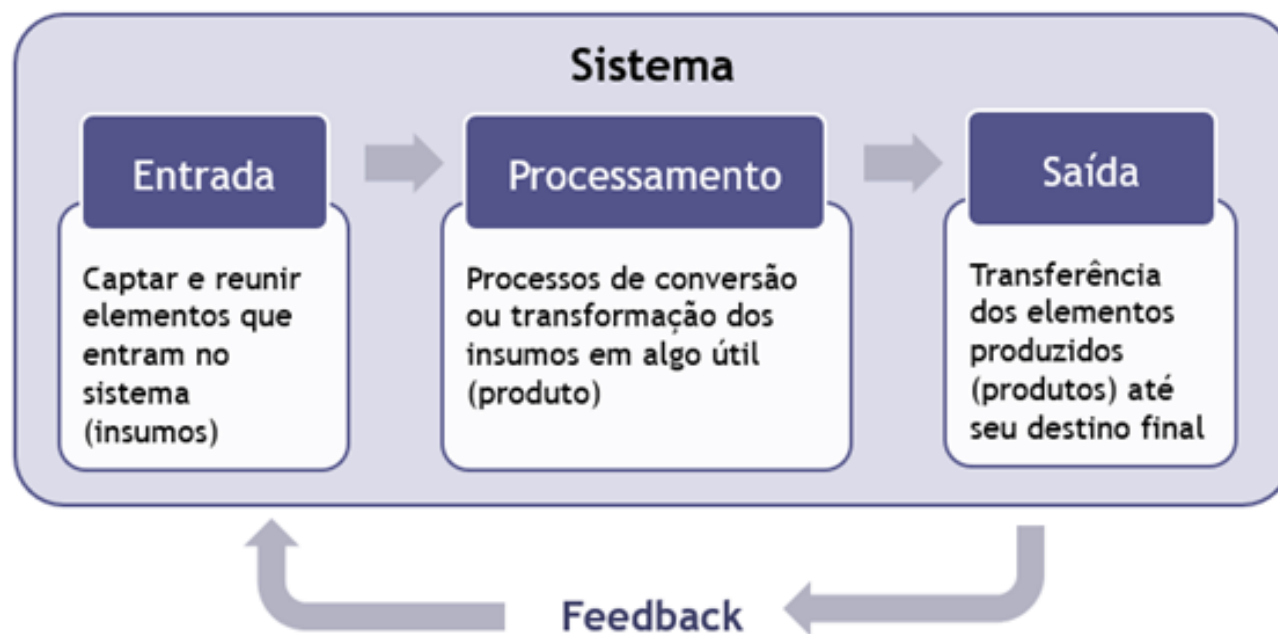 Sistema
Entrada
Captar e reunir
elementos que
entram no
sistema
(insumos)
Processamento
Processos de conversão
ou transformação dos
insumos em algo útil
(produto)
Saída
Transferência
dos elementos
produzidos
(produtos) até
seu destino final
Feedback